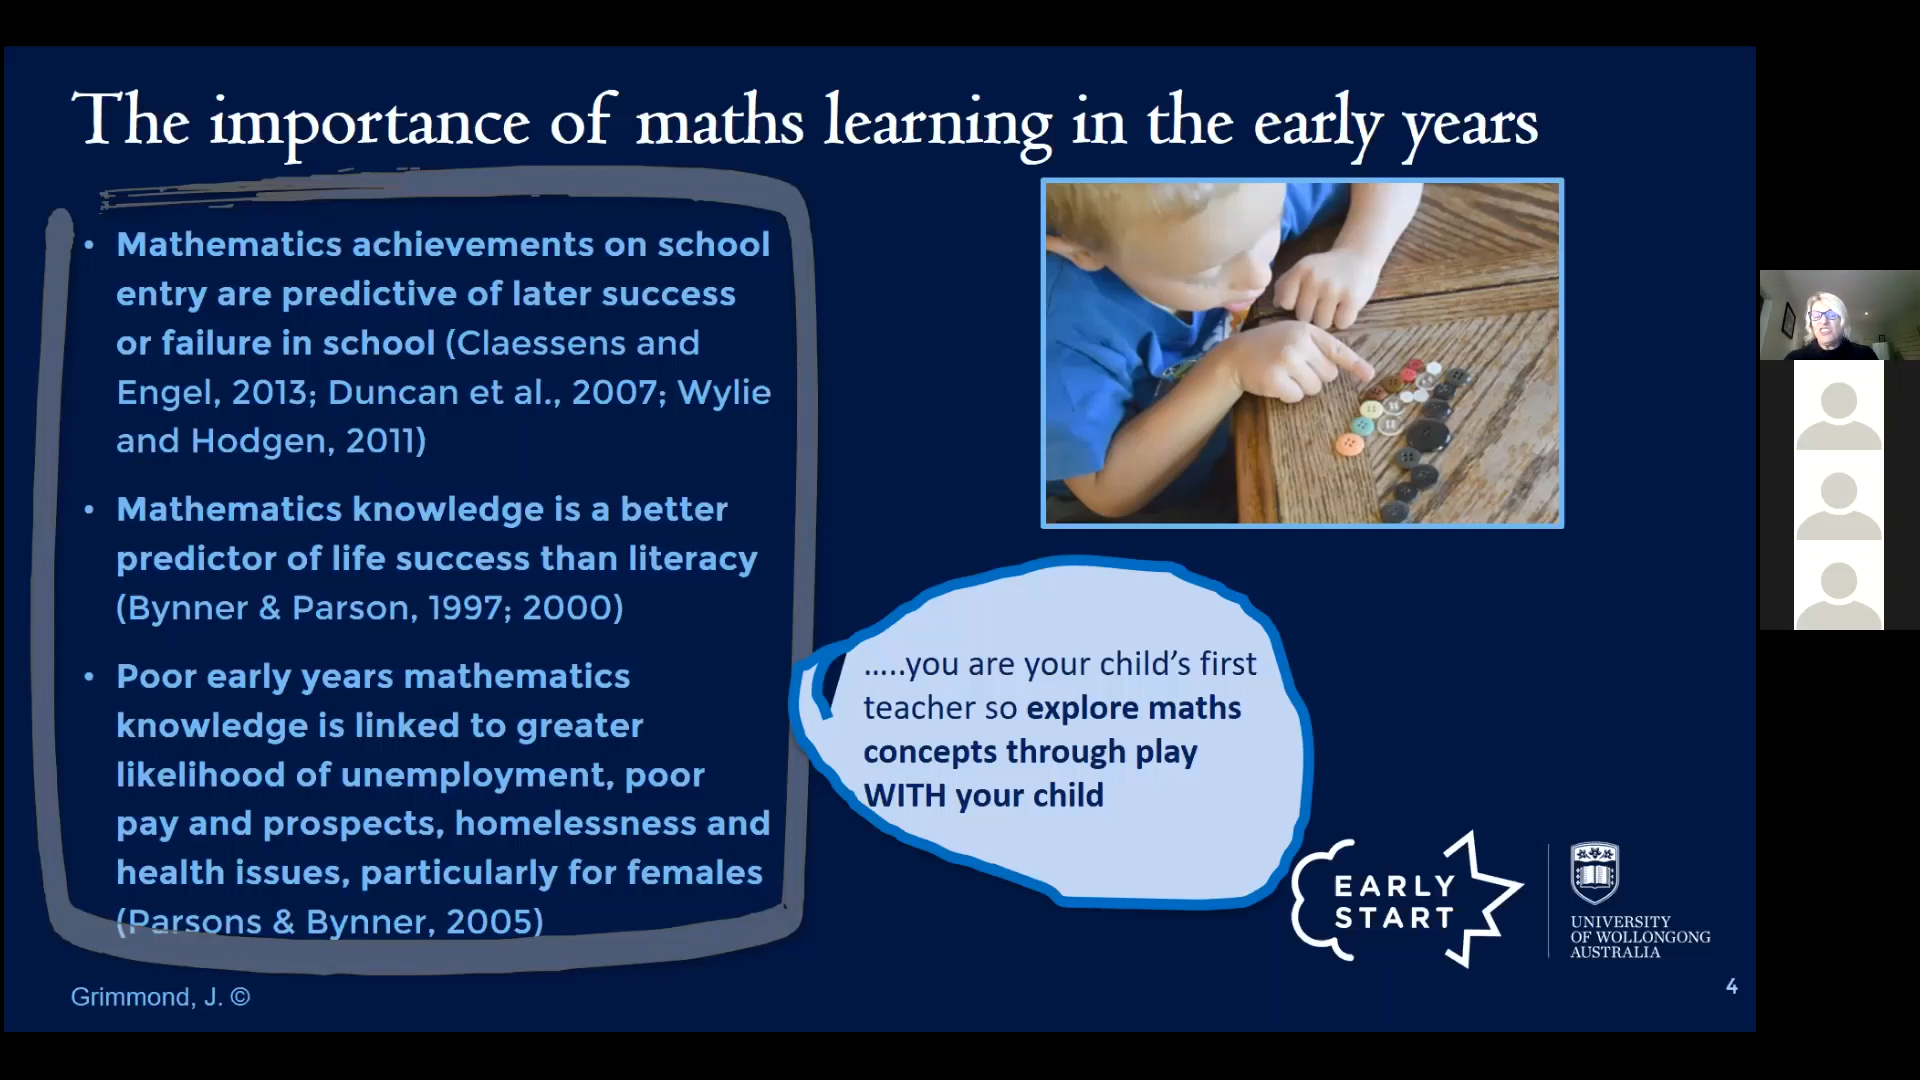 The importance of maths learning in the early years
• Mathematics achievements on school
entry are predictive of later success
or failure in school (Claessens and
Engel, 2013; Duncan et al., 2007; Wylie
and Hodgen, 2011)
• Mathematics knowledge is a better
predictor of life success than literacy
(Bynner & Parson, 1997; 2000)
• Poor early years mathematics
knowledge is linked to greater
likelihood of unemployment, poor
pay and prospects, homelessness and
health issues, particularly for females
(Parsons & Bynner, 2005)
.....you are your child’s first
teacher so explore maths
concepts through play
WITH your child
EARLY
START
UNIVERSITY
OF WOLLONGONG
AUSTRALIA
Grimmond, J. ©
4